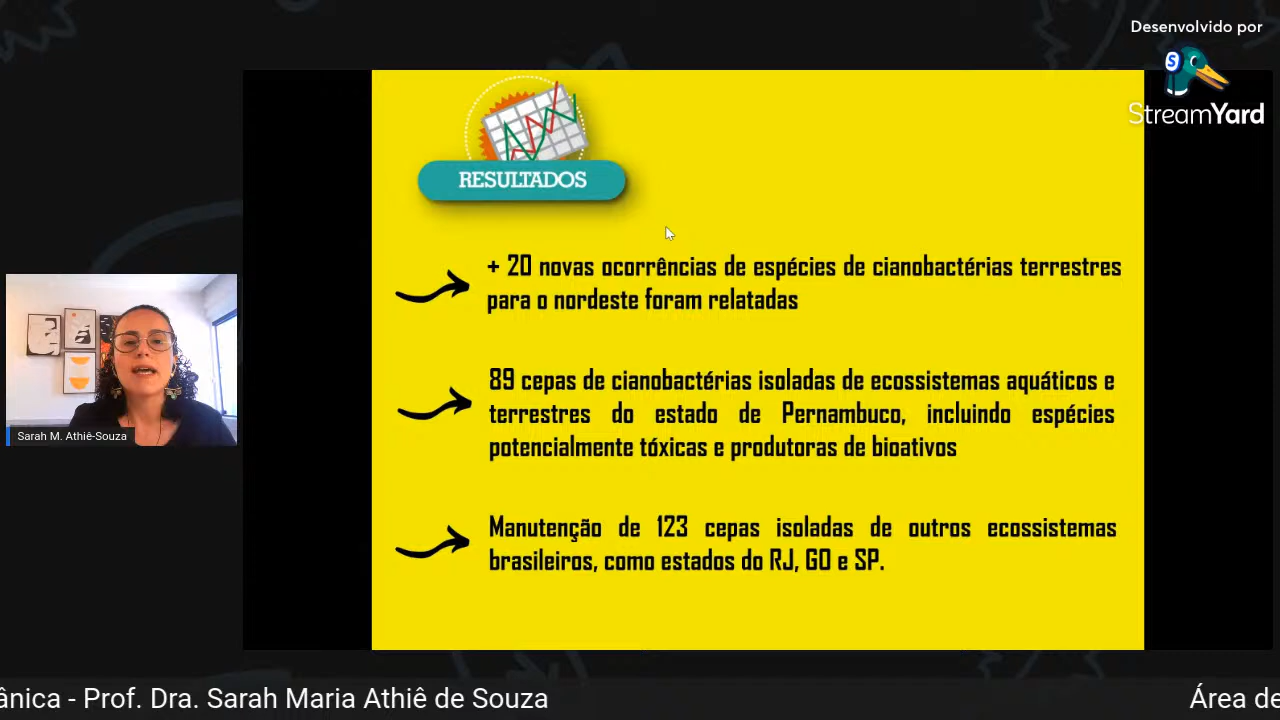 Desenvolvido por
S
StreamYard
RESULTADOS
+ 20 novas ocorrências de espécies de cianobactérias terrestres
para o nordeste foram relatadas
89 cepas de cianobactérias isoladas de ecossistemas aquáticos e
terrestres do estado de Pernambuco, incluindo espécies
potencialmente tóxicas e produtoras de bioativos
Manutenção de 123 cepas isoladas de outros ecossistemas
brasileiros, como estados do RJ, GO e SP.
Sarah M. Athiê-Souza
ânica - Prof. Dra. Sarah Maria Athiê de Souza
Área de